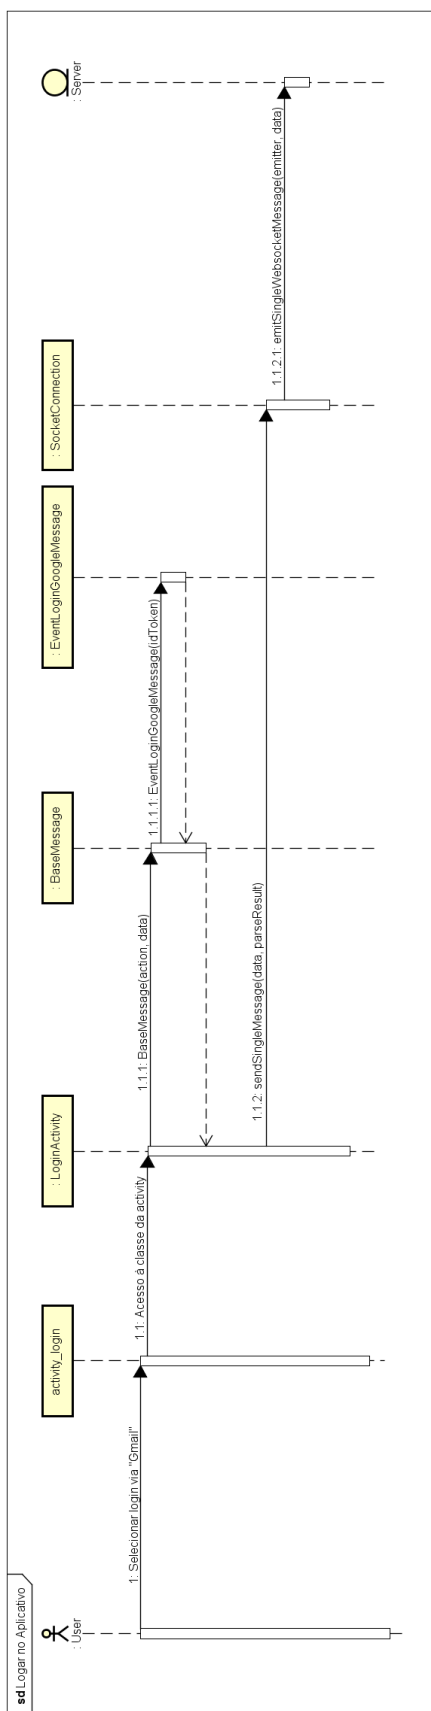 sd Logar no Aplicativo
: User
activity_login
: LoginActivity
: BaseMessage
: EventLoginGoogleMessage
: SocketConnection
: Server
1: Selecionar login via "Gmail"
1.1: Acesso à classe da activity
1.1.1: BaseMessage(action, data)
1.1.1.1: EventLoginGoogleMessage(idToken)
1.1.2: sendSingleMessage(data, parseResult)
1.1.2.1: emitSingleWebsocketMessage(emitter, data)